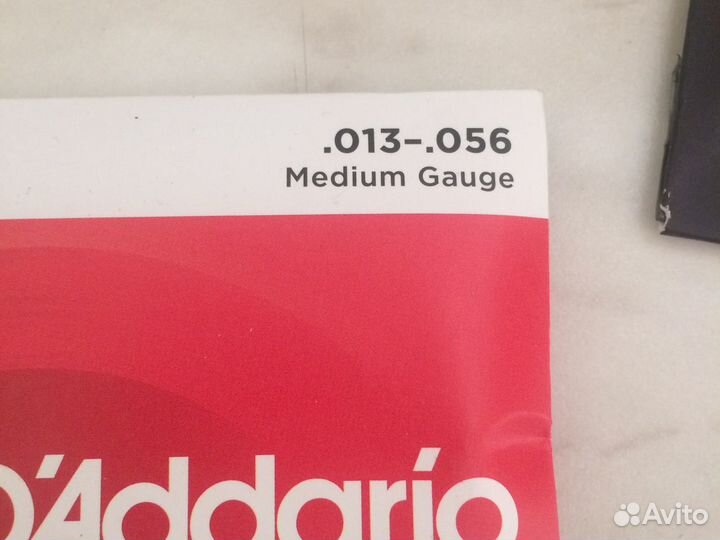 .013–.056
Medium Gauge
D'Addario
Avito